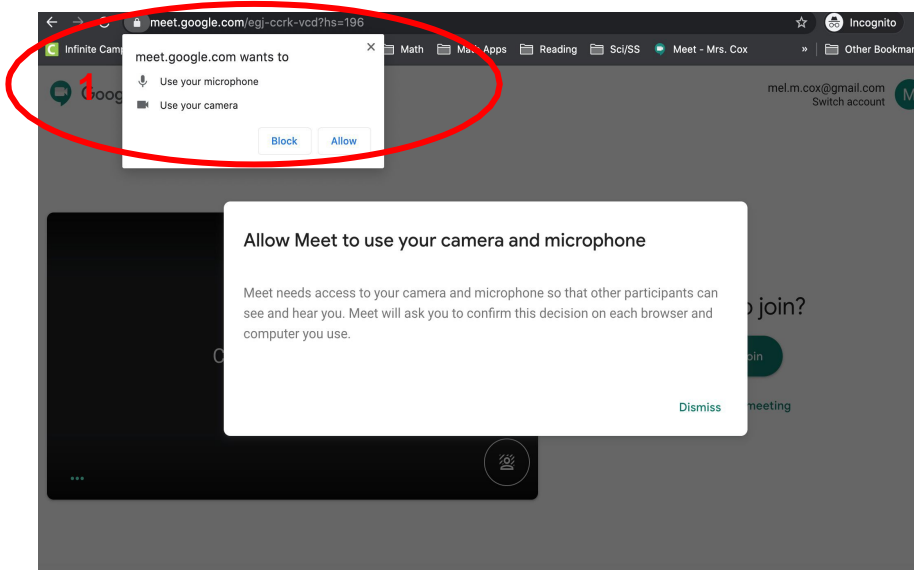 meet.google.com/egj-ccrk-vcd?hs=196
Incognito
Infinite Camp
Math
Math Apps
Reading
Sci/SS
Meet - Mrs. Cox
»
Other Bookmar
meet.google.com wants to
×
Use your microphone
Use your camera
Block
Allow
1
Goog
mel.m.cox@gmail.com
Switch account
M
Allow Meet to use your camera and microphone
Meet needs access to your camera and microphone so that other participants can
see and hear you. Meet will ask you to confirm this decision on each browser and
computer you use.
Dismiss
C
join?
oin
meeting